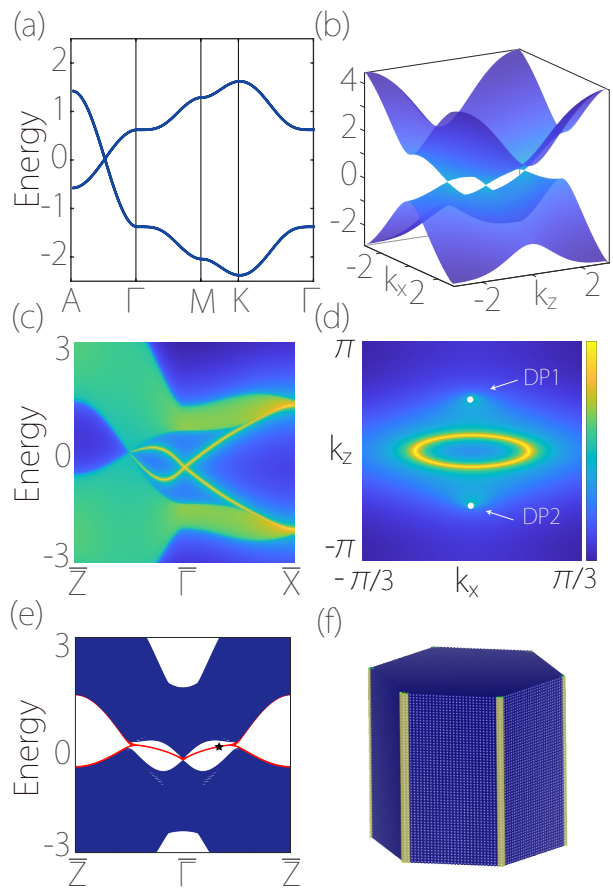 (a)
2
1
0
-1
-2
Energy
A Γ M K Γ
(b)
4
2
0
-2
-2 2
k_x
-2 2
k_z
(c)
3
0
-3
Energy
Z̅ Γ̅ X̅
(d)
π
k_z
-π
DP1
DP2
-π/3 k_x π/3
(e)
3
0
-3
Energy
Z̅ Γ̅ Z̅
(f)